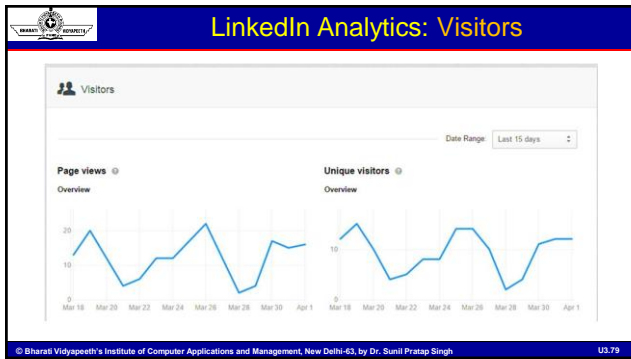 BHARATI VIDYAPEETH
PUNE
LinkedIn Analytics: Visitors
Visitors
Date Range: Last 15 days
Page views
Unique visitors
Overview
Overview
20
10
0
Mar 18 Mar 20 Mar 22 Mar 24 Mar 26 Mar 28 Mar 30 Apr 1
10
0
Mar 18 Mar 20 Mar 22 Mar 24 Mar 26 Mar 28 Mar 30 Apr 1
© Bharati Vidyapeeth's Institute of Computer Applications and Management, New Delhi-63, by Dr. Sunil Pratap Singh
U3.79